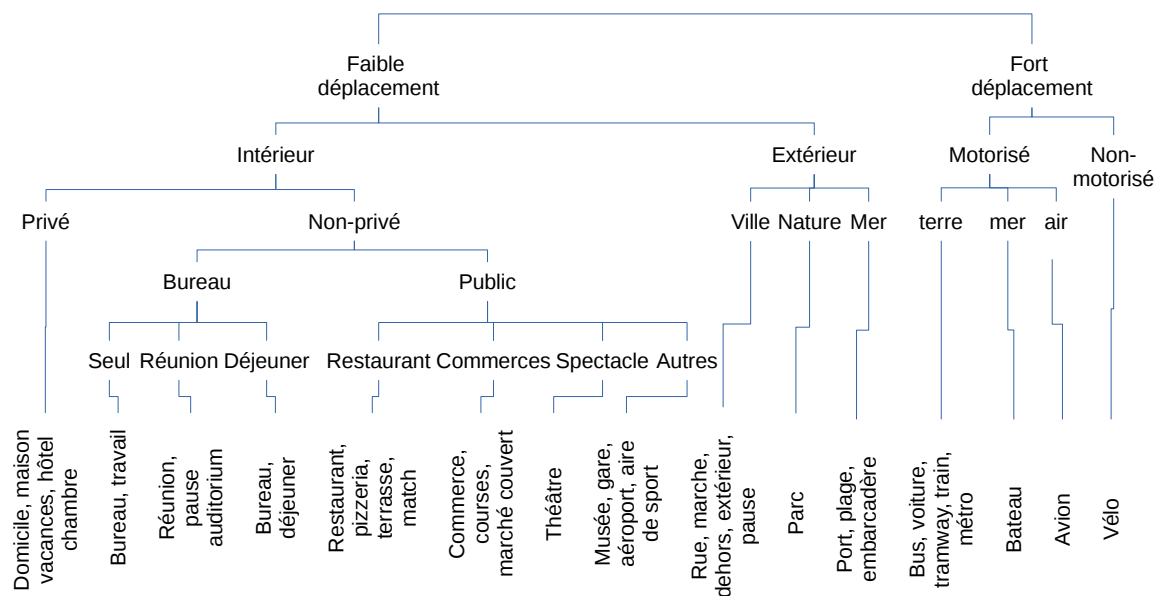 Faible
déplacement
Fort
déplacement
Intérieur
Extérieur
Motorisé
Non-
motorisé
Privé
Non-privé
Ville
Nature
Mer
terre
mer
air
Bureau
Public
Seul
Réunion
Déjeuner
Restaurant
Commerces
Spectacle
Autres
Domicile, maison
vacances, hôtel
chambre
Bureau, travail
Réunion,
pause
auditorium
Bureau,
déjeuner
Restaurant,
pizzeria,
terrasse,
match
Commerce,
courses,
marché couvert
Théâtre
Musée, gare,
aéroport, aire
de sport
Rue, marche,
dehors, extérieur,
pause
Parc
Port, plage,
embarcadère
Bus, voiture,
tramway, train,
métro
Bateau
Avion
Vélo